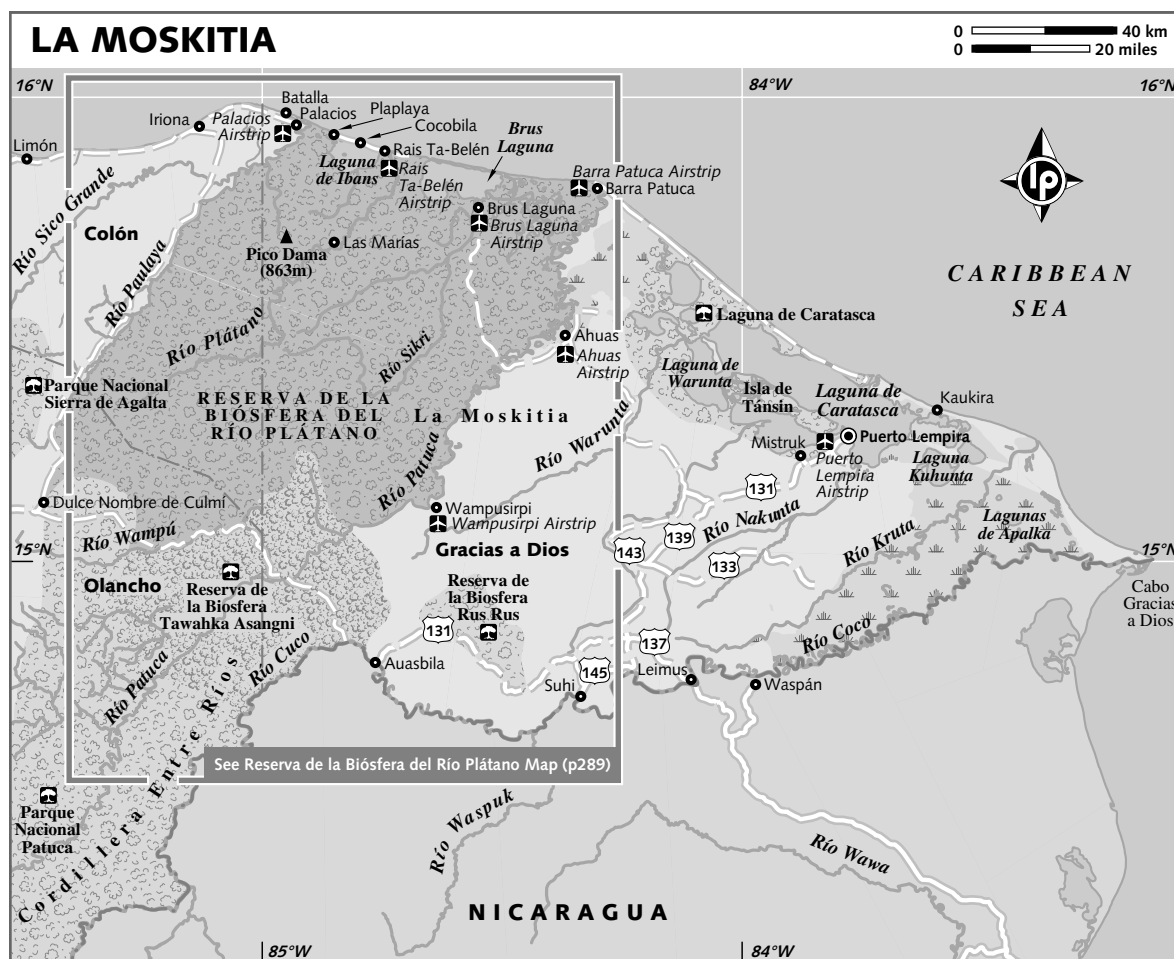 LA MOSKITIA
0 40 km
0 20 miles
16°N
84°W
16°N
Batalla
Palacios
Plaplaya
Cocobila
Iriona
Palacios
Airstrip
Limón
Rais Ta-Belén
Brus
Laguna
Laguna
de Ibans
Rais
Ta-Belén
Airstrip
Barra Patuca Airstrip
Barra Patuca
Río Sico Grande
Colón
Brus Laguna
Brus Laguna
Airstrip
Las Marías
Pico Dama
(863m)
Río Paulaya
lp
CARIBBEAN
SEA
Laguna de Caratasca
Río Plátano
Río Sikri
Ahuas
Ahuas
Airstrip
Laguna de
Warunta
Isla de
Tánsin
Laguna de
Caratasca
Kaukira
Parque Nacional
Sierra de Agalta
RESERVA DE LA
BIÓSFERA DEL
RÍO PLÁTANO
La Moskitia
Río Warunta
Mistruk
Puerto Lempira
Puerto
Lempira
Airstrip
Laguna
Kuhunta
Río Patuca
131
Dulce Nombre de Culmí
Wampusirpi
Wampusirpi Airstrip
Río Wampú
Gracias a Dios
143
139
Río Nakunta
133
Río Kruta
Lagunas
de Apalka
15°N
15°N
Olancho
Reserva de
la Biosfera
Tawahka Asangni
Reserva de
la Biosfera
Rus Rus
Cabo
Gracias
a Dios
131
137
Río Coco
Río Cuco
Auasbila
145
Leimus
Suhi
Waspán
Río Patuca
Cordillera Entre Ríos
See Reserva de la Biósfera del Río Plátano Map (p289)
Parque
Nacional
Patuca
Río Waspuk
Río Wawa
NICARAGUA
85°W
84°W